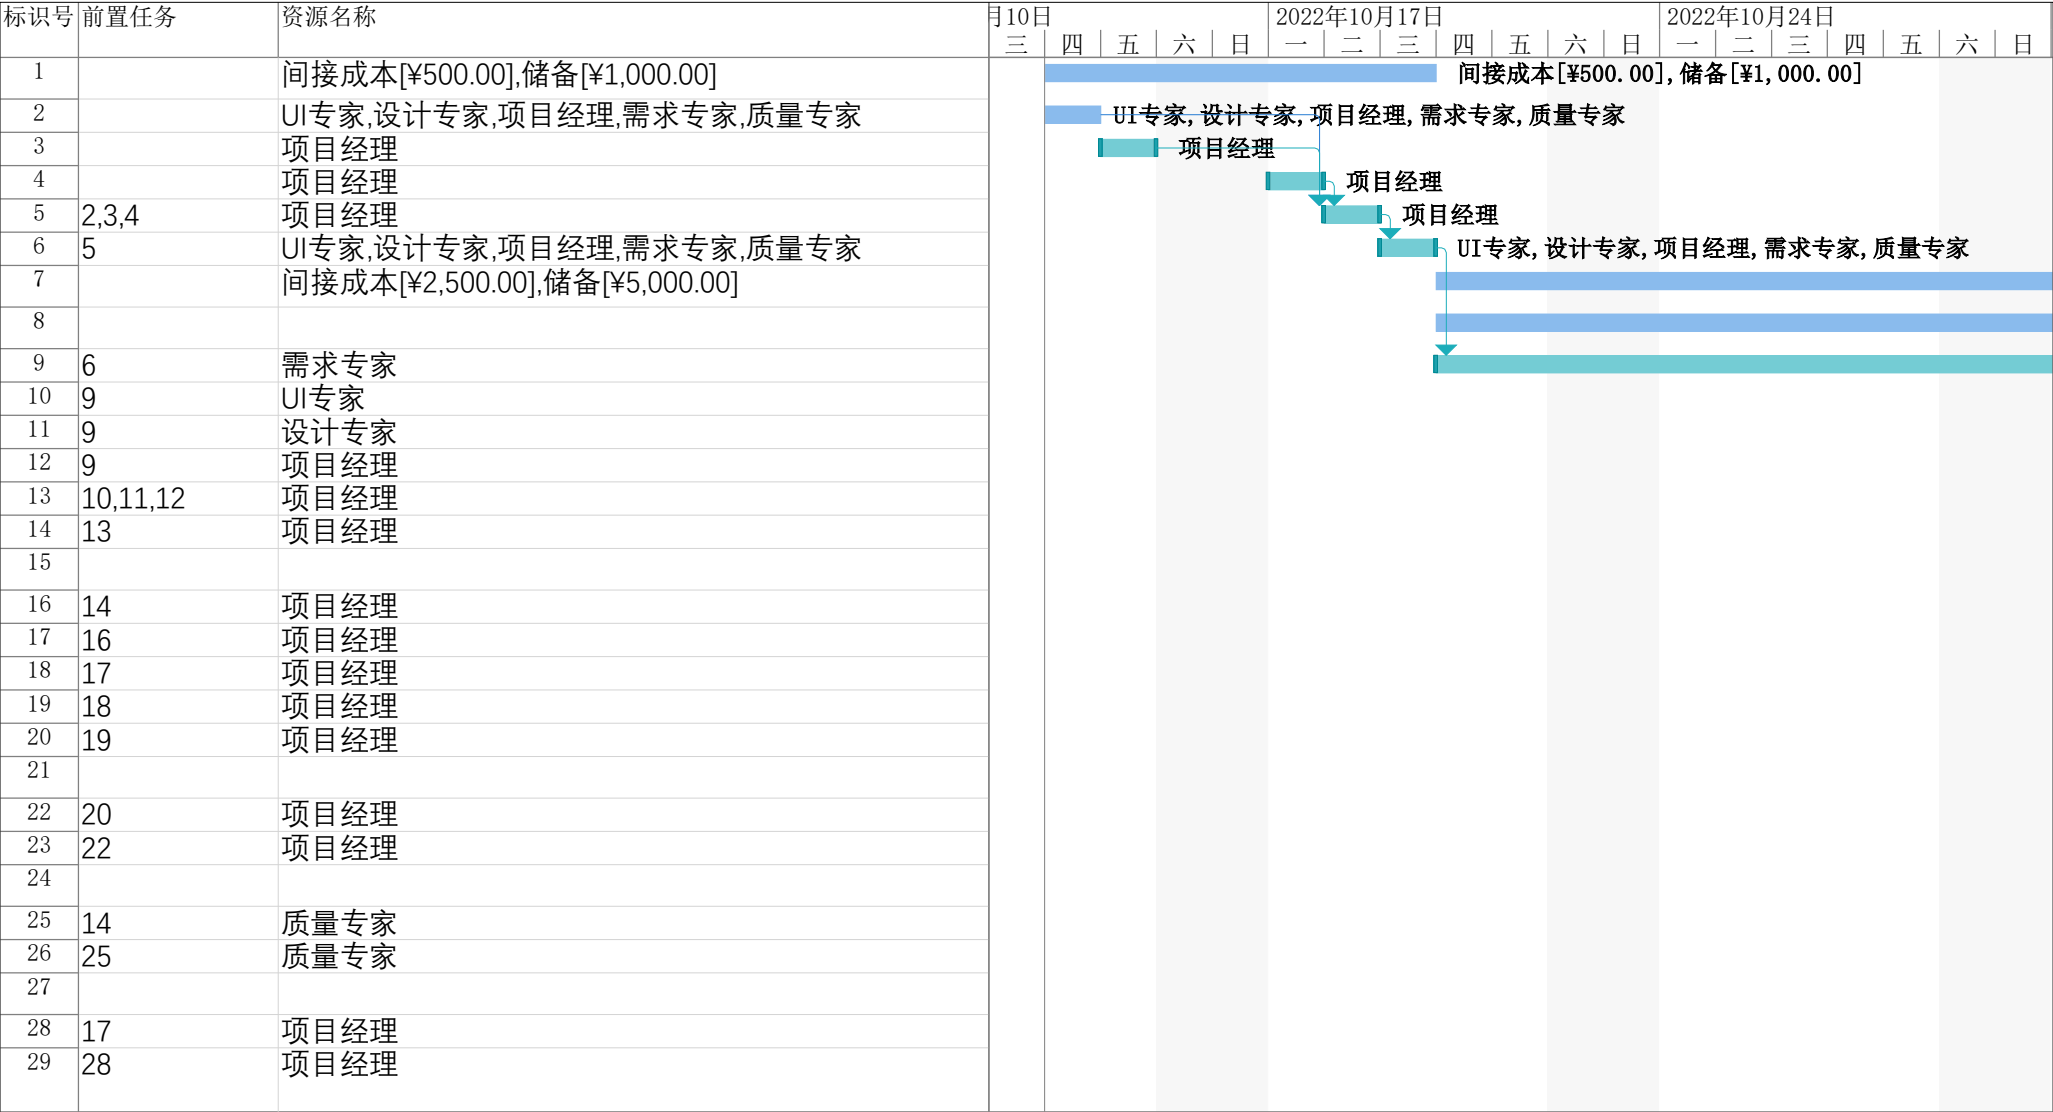 标识号 前置任务 资源名称 月10日 2022年10月17日 2022年10月24日
三 四 五 六 日 一 二 三 四 五 六 日 一 二 三 四 五 六 日
1 间接成本[¥500.00],储备[¥1,000.00] 间接成本[¥500.00],储备[¥1,000.00]
2 UI专家,设计专家,项目经理,需求专家,质量专家 UI专家,设计专家,项目经理,需求专家,质量专家
3 项目经理 项目经理
4 项目经理 项目经理
5 2,3,4 项目经理 项目经理
6 5 UI专家,设计专家,项目经理,需求专家,质量专家 UI专家,设计专家,项目经理,需求专家,质量专家
7 间接成本[¥2,500.00],储备[¥5,000.00]
8
9 6 需求专家
10 9 UI专家
11 9 设计专家
12 9 项目经理
13 10,11,12 项目经理
14 13 项目经理
15
16 14 项目经理
17 16 项目经理
18 17 项目经理
19 18 项目经理
20 19 项目经理
21
22 20 项目经理
23 22 项目经理
24
25 14 质量专家
26 25 质量专家
27
28 17 项目经理
29 28 项目经理